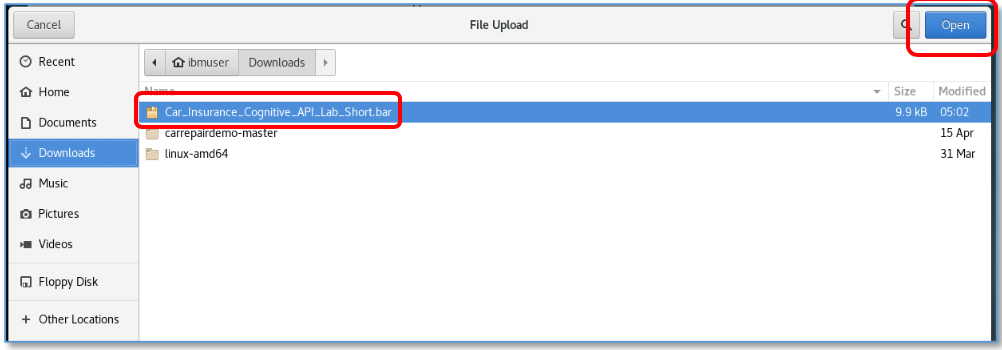 Cancel
File Upload
Open
Recent
Home
Documents
Downloads
Music
Pictures
Videos
Floppy Disk
+ Other Locations
ibmuser Downloads
Name Size Modified
Car_Insurance_Cognitive_API_Lab_Short.bar 9.9 kB 05:02
carrepairdemo-master 15 Apr
linux-amd64 31 Mar